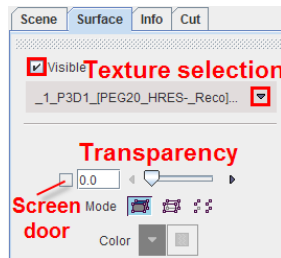 Scene Surface Info Cut
Visible Texture selection
_1_P3D1_[PEG20_HRES-_Reco]...
Transparency
0.0
Screen door Mode
Color